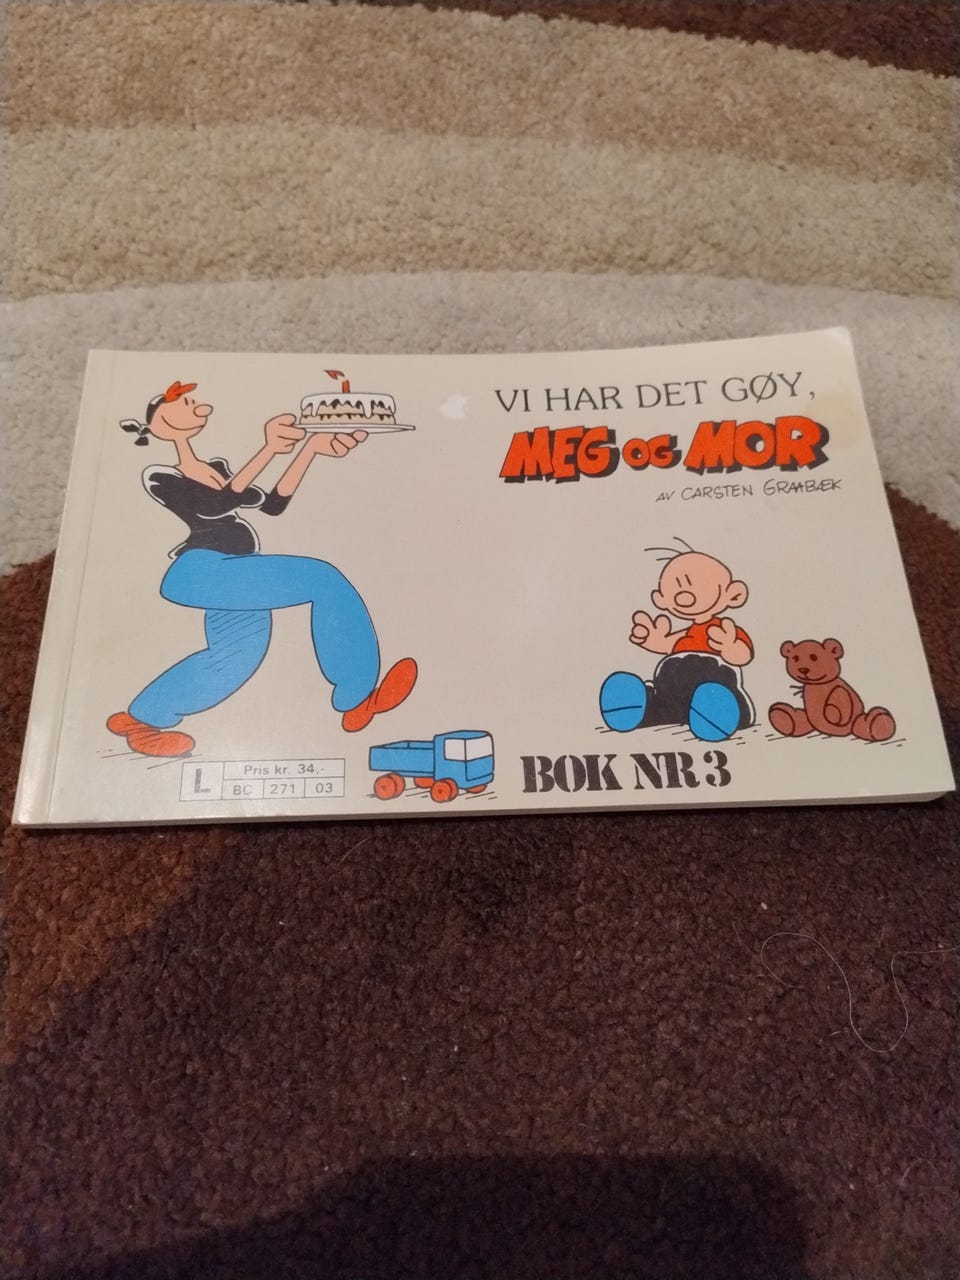 VI HAR DET GØY,
MEG OG MOR
AV CARSTEN GRAABÆK
L
Pris kr. 34,-
BC 271 03
BOK NR 3